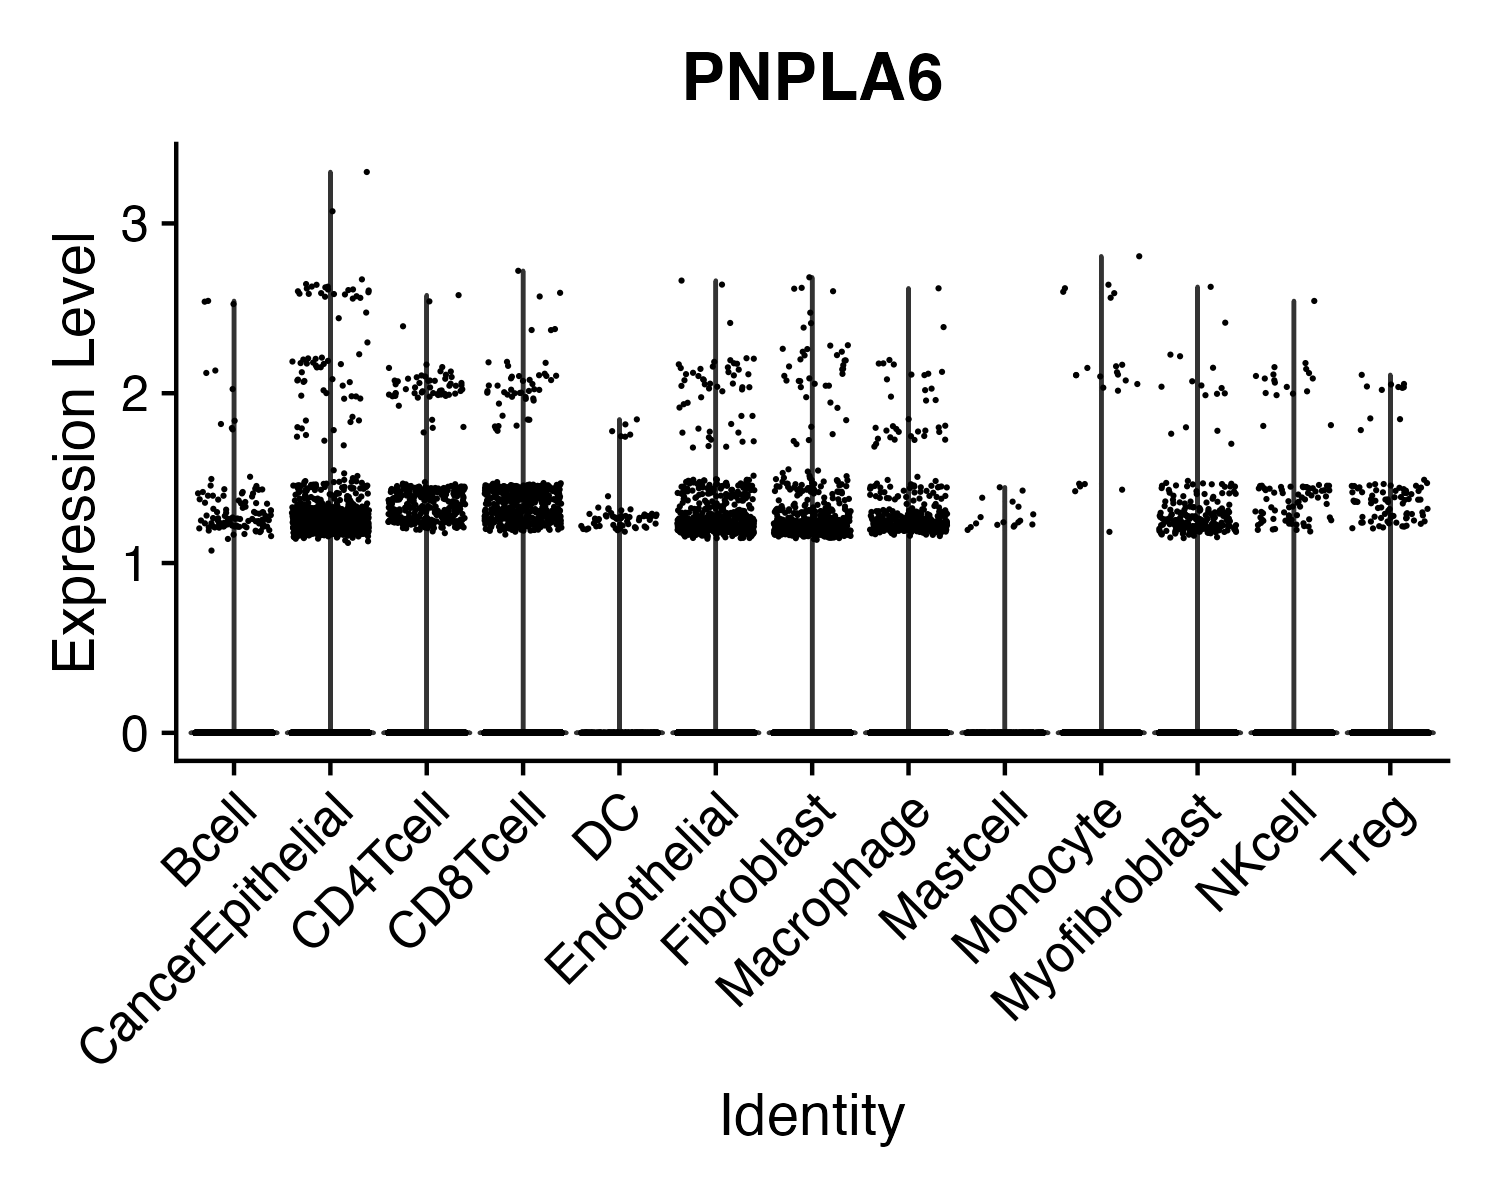 PNPLA6
Expression Level
3
2
1
0
Bcell
CancerEpithelial
CD4Tcell
CD8Tcell
DC
Endothelial
Fibroblast
Macrophage
Mastcell
Monocyte
Myofibroblast
NKcell
Treg
Identity